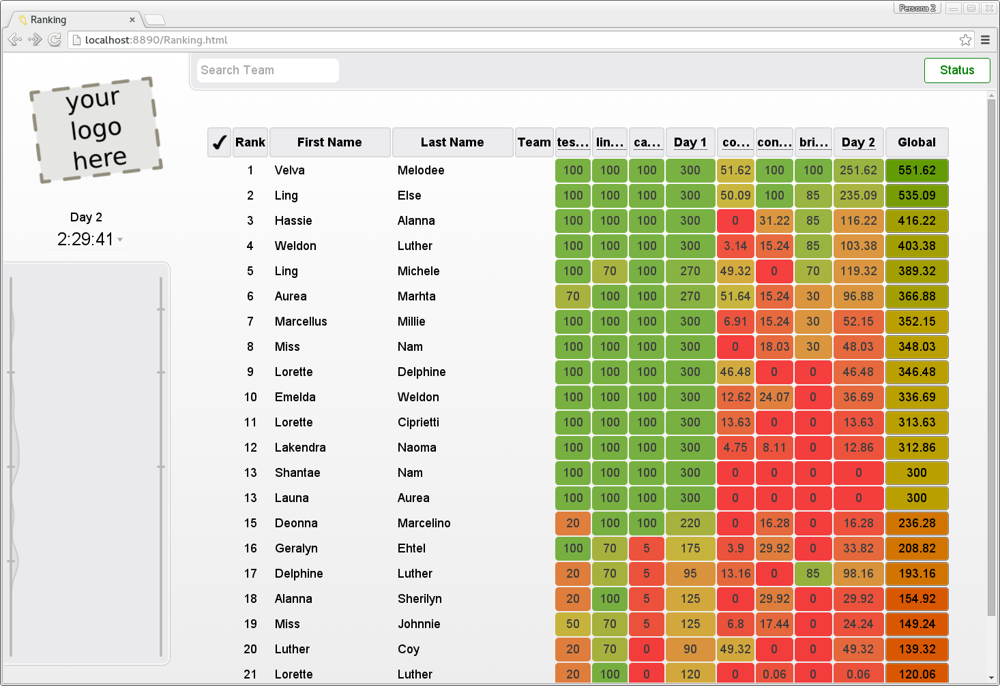 Persona 2
Ranking
localhost:8890/Ranking.html
Search Team
Status
your
logo
here
Day 2
2:29:41
✓ Rank First Name Last Name Team tes... lin... ca... Day 1 co... con... bri... Day 2 Global
1 Velva Melodee 100 100 100 300 51.62 100 100 251.62 551.62
2 Ling Else 100 100 100 300 50.09 100 85 235.09 535.09
3 Hassie Alanna 100 100 100 300 0 31.22 85 116.22 416.22
4 Weldon Luther 100 100 100 300 3.14 15.24 85 103.38 403.38
5 Ling Michele 100 70 100 270 49.32 0 70 119.32 389.32
6 Aurea Marhta 70 100 100 270 51.64 15.24 30 96.88 366.88
7 Marcellus Millie 100 100 100 300 6.91 15.24 30 52.15 352.15
8 Miss Nam 100 100 100 300 0 18.03 30 48.03 348.03
9 Lorette Delphine 100 100 100 300 46.48 0 0 46.48 346.48
10 Emelda Weldon 100 100 100 300 12.62 24.07 0 36.69 336.69
11 Lorette Ciprietti 100 100 100 300 13.63 0 0 13.63 313.63
12 Lakendra Naoma 100 100 100 300 4.75 8.11 0 12.86 312.86
13 Shantae Nam 100 100 100 300 0 0 0 0 300
13 Launa Aurea 100 100 100 300 0 0 0 0 300
15 Deonna Marcelino 20 100 100 220 0 16.28 0 16.28 236.28
16 Geralyn Ehtel 100 70 5 175 3.9 29.92 0 33.82 208.82
17 Delphine Luther 20 70 5 95 13.16 0 85 98.16 193.16
18 Alanna Sherilyn 20 100 5 125 0 29.92 0 29.92 154.92
19 Miss Johnnie 50 70 5 125 6.8 17.44 0 24.24 149.24
20 Luther Coy 20 70 0 90 49.32 0 0 49.32 139.32
21 Lorette Luther 20 100 0 120 0 0.06 0 0.06 120.06